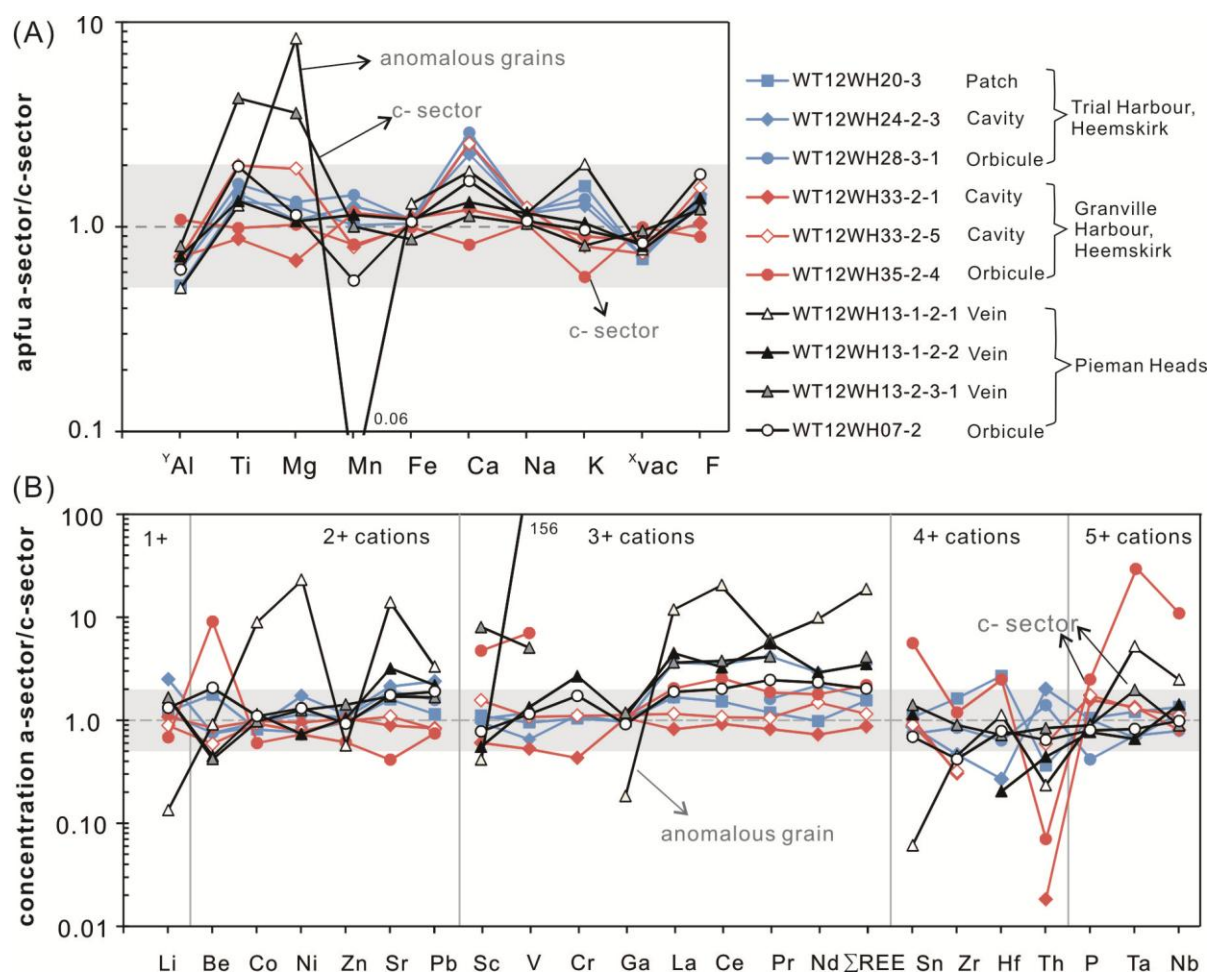 (A)
10
1.0
0.1
apfu a-sector/c-sector
anomalous grains
c- sector
c- sector
0.06
YAl Ti Mg Mn Fe Ca Na K Xvac F
WT12WH20-3 Patch
WT12WH24-2-3 Cavity
WT12WH28-3-1 Orbicule
Trial Harbour,
Heemskirk
WT12WH33-2-1 Cavity
WT12WH33-2-5 Cavity
WT12WH35-2-4 Orbicule
Granville
Harbour,
Heemskirk
WT12WH13-1-2-1 Vein
WT12WH13-1-2-2 Vein
WT12WH13-2-3-1 Vein
WT12WH07-2 Orbicule
Pieman Heads
(B)
100
10
1.0
0.10
0.01
concentration a-sector/c-sector
1+ 2+ cations 3+ cations 4+ cations 5+ cations
156
c- sector
anomalous grain
Li Be Co Ni Zn Sr Pb Sc V Cr Ga La Ce Pr Nd ∑REE Sn Zr Hf Th P Ta Nb